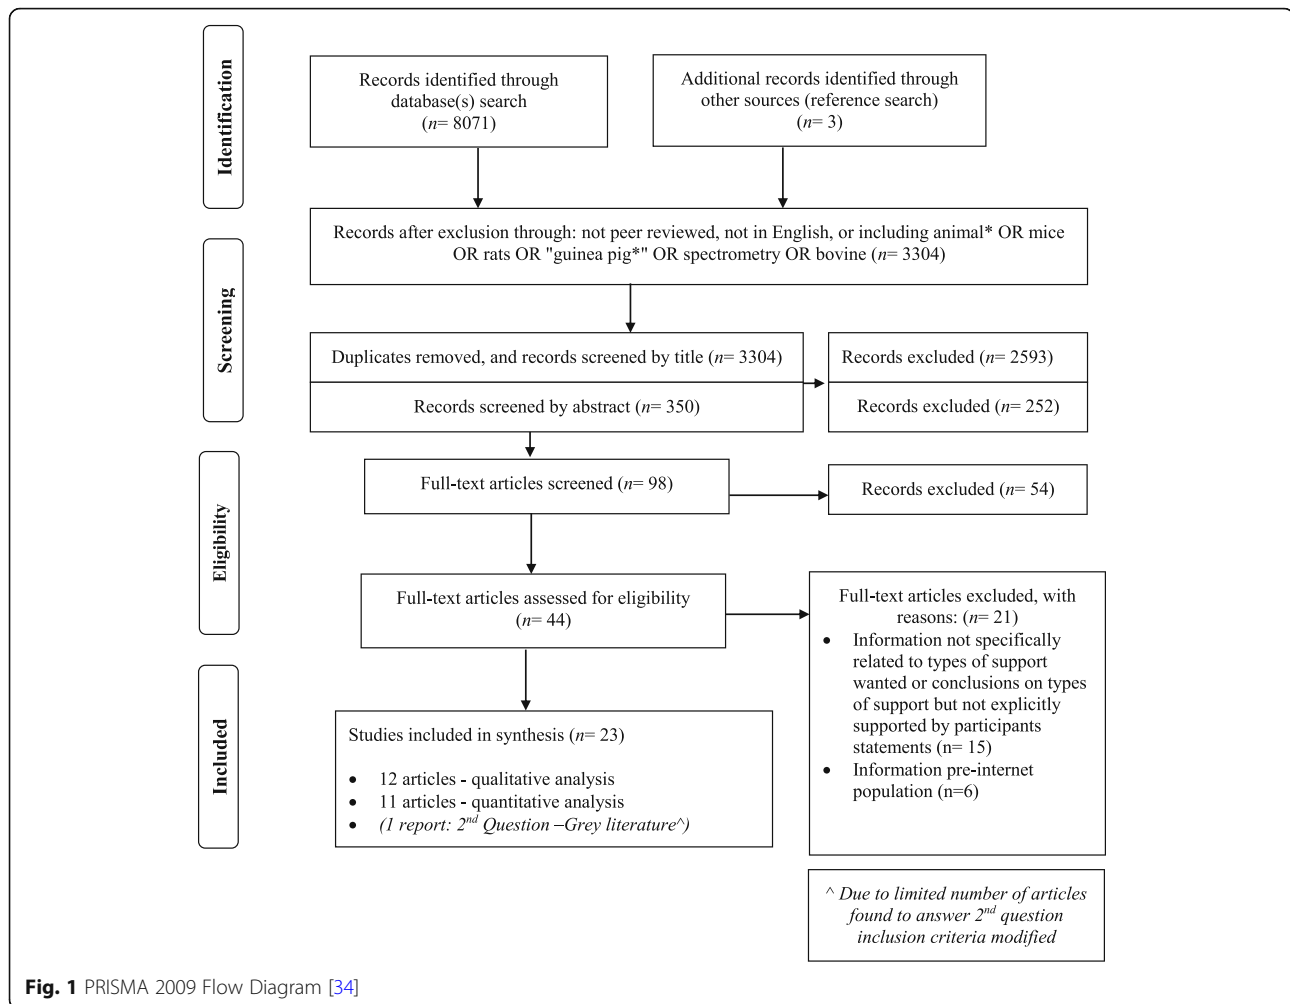 Identification
Records identified through
database(s) search
(n= 8071)
Additional records identified through
other sources (reference search)
(n= 3)
Records after exclusion through: not peer reviewed, not in English, or including animal* OR mice
OR rats OR "guinea pig*" OR spectrometry OR bovine (n= 3304)
Screening
Duplicates removed, and records screened by title (n= 3304)
Records excluded (n= 2593)
Records screened by abstract (n= 350)
Records excluded (n= 252)
Eligibility
Full-text articles screened (n= 98)
Records excluded (n= 54)
Full-text articles assessed for eligibility
(n= 44)
Full-text articles excluded, with
reasons: (n= 21)
• Information not specifically
related to types of support
wanted or conclusions on types
of support but not explicitly
supported by participants
statements (n= 15)
• Information pre-internet
population (n=6)
Included
Studies included in synthesis (n= 23)
• 12 articles - qualitative analysis
• 11 articles - quantitative analysis
• (1 report: 2nd Question –Grey literature^)
^ Due to limited number of articles
found to answer 2nd question
inclusion criteria modified
Fig. 1 PRISMA 2009 Flow Diagram [34]